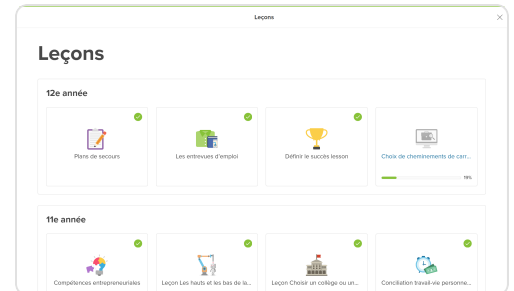 Leçons
Leçons
12e année
Plans de secours
Les entrevues d'emploi
Définir le succès lesson
Choix de cheminements de carr...
19%
11e année
Compétences entrepreneuriales
Leçon Les hauts et les bas de la...
Leçon Choisir un collège ou un...
Conciliation travail-vie personne...